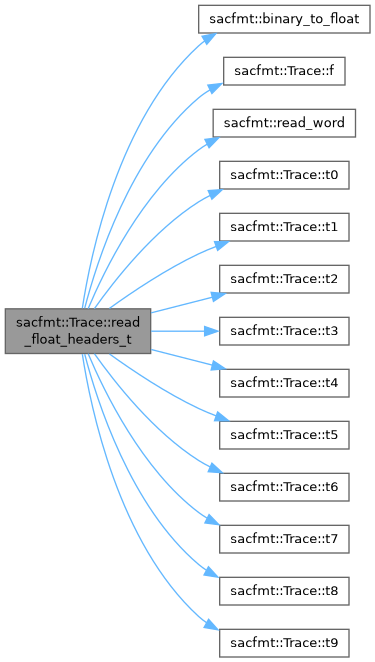 sacfmt::binary_to_float
sacfmt::Trace::f
sacfmt::read_word
sacfmt::Trace::t0
sacfmt::Trace::t1
sacfmt::Trace::t2
sacfmt::Trace::read
_float_headers_t
sacfmt::Trace::t3
sacfmt::Trace::t4
sacfmt::Trace::t5
sacfmt::Trace::t6
sacfmt::Trace::t7
sacfmt::Trace::t8
sacfmt::Trace::t9